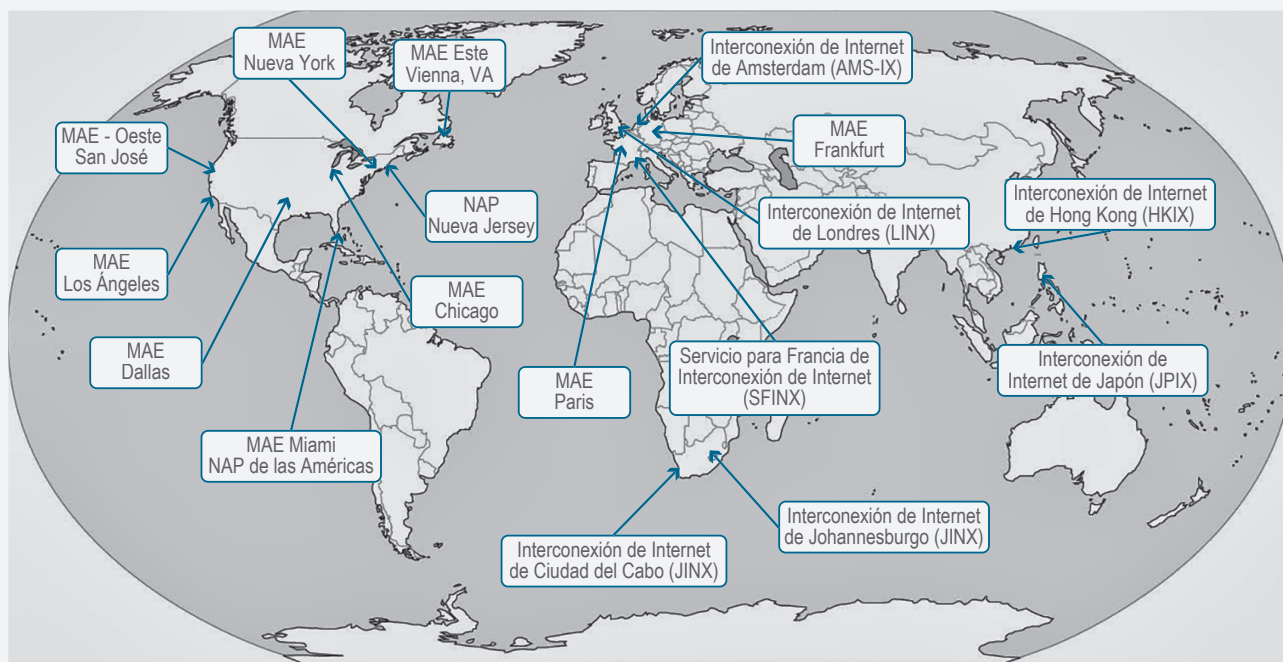 MAE
Nueva York
MAE Este
Vienna, VA
Interconexión de Internet
de Amsterdam (AMS-IX)
MAE - Oeste
San José
MAE
Frankfurt
NAP
Nueva Jersey
Interconexión de Internet
de Londres (LINX)
Interconexión de Internet
de Hong Kong (HKIX)
MAE
Los Ángeles
MAE
Chicago
MAE
Dallas
MAE
Paris
Servicio para Francia de
Interconexión de Internet
(SFINX)
Interconexión de
Internet de Japón (JPIX)
MAE Miami
NAP de las Américas
Interconexión de Internet
de Johannesburgo (JINX)
Interconexión de Internet
de Ciudad del Cabo (JINX)